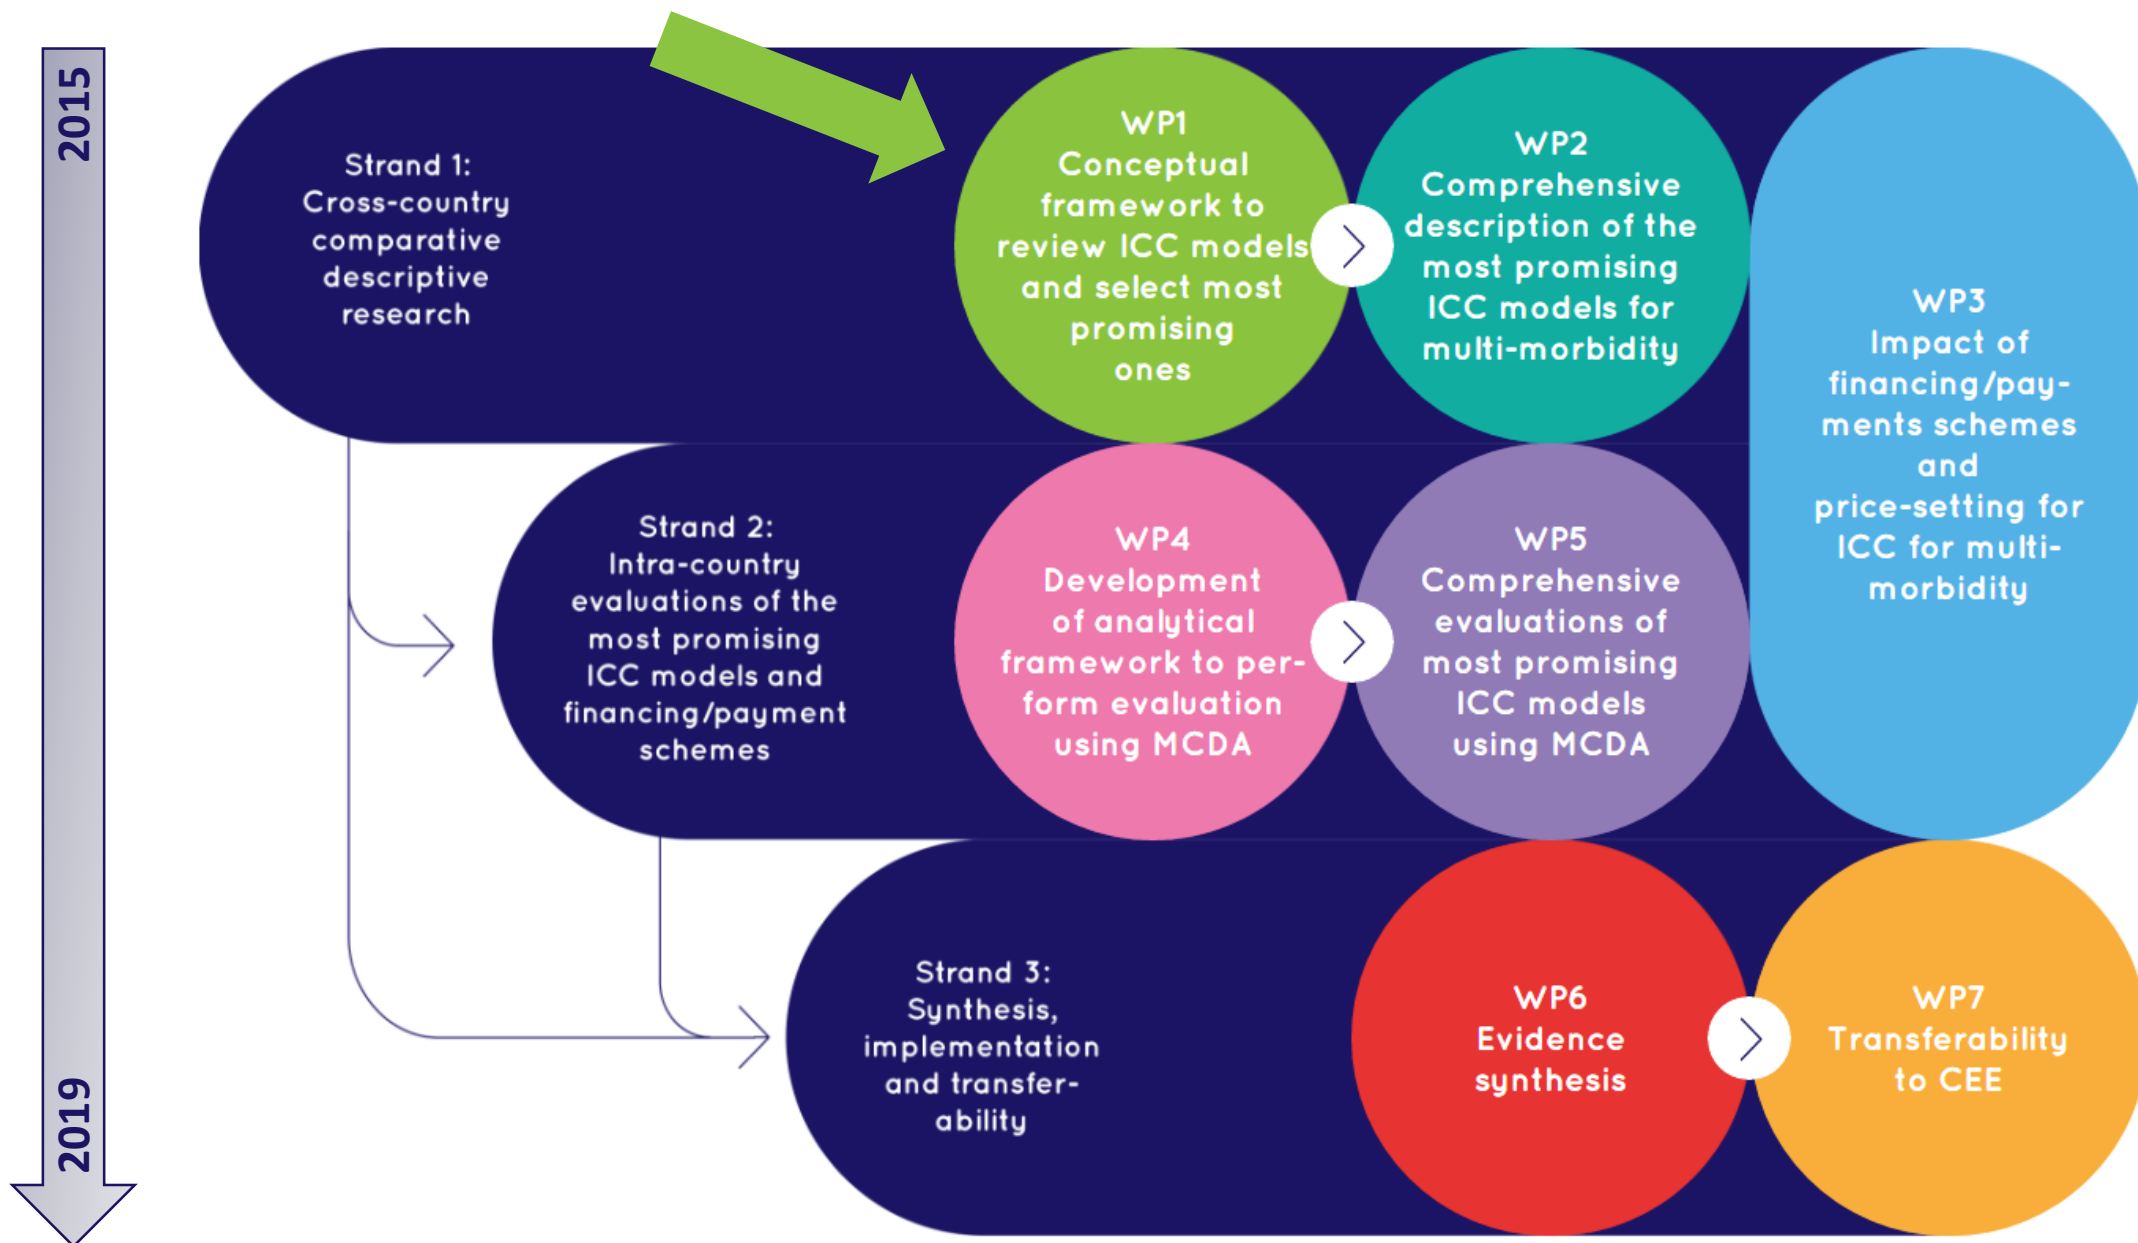 2015
Strand 1:
Cross-country
comparative
descriptive
research
WP1
Conceptual
framework to
review ICC models
and select most
promising
ones
WP2
Comprehensive
description of the
most promising
ICC models for
multi-morbidity
WP3
Impact of
financing/pay-
ments schemes
and
price-setting for
ICC for multi-
morbidity
Strand 2:
Intra-country
evaluations of the
most promising
ICC models and
financing/payment
schemes
WP4
Development
of analytical
framework to per-
form evaluation
using MCDA
WP5
Comprehensive
evaluations of
most promising
ICC models
using MCDA
Strand 3:
Synthesis,
implementation
and transfer-
ability
WP6
Evidence
synthesis
WP7
Transferability
to CEE
2019